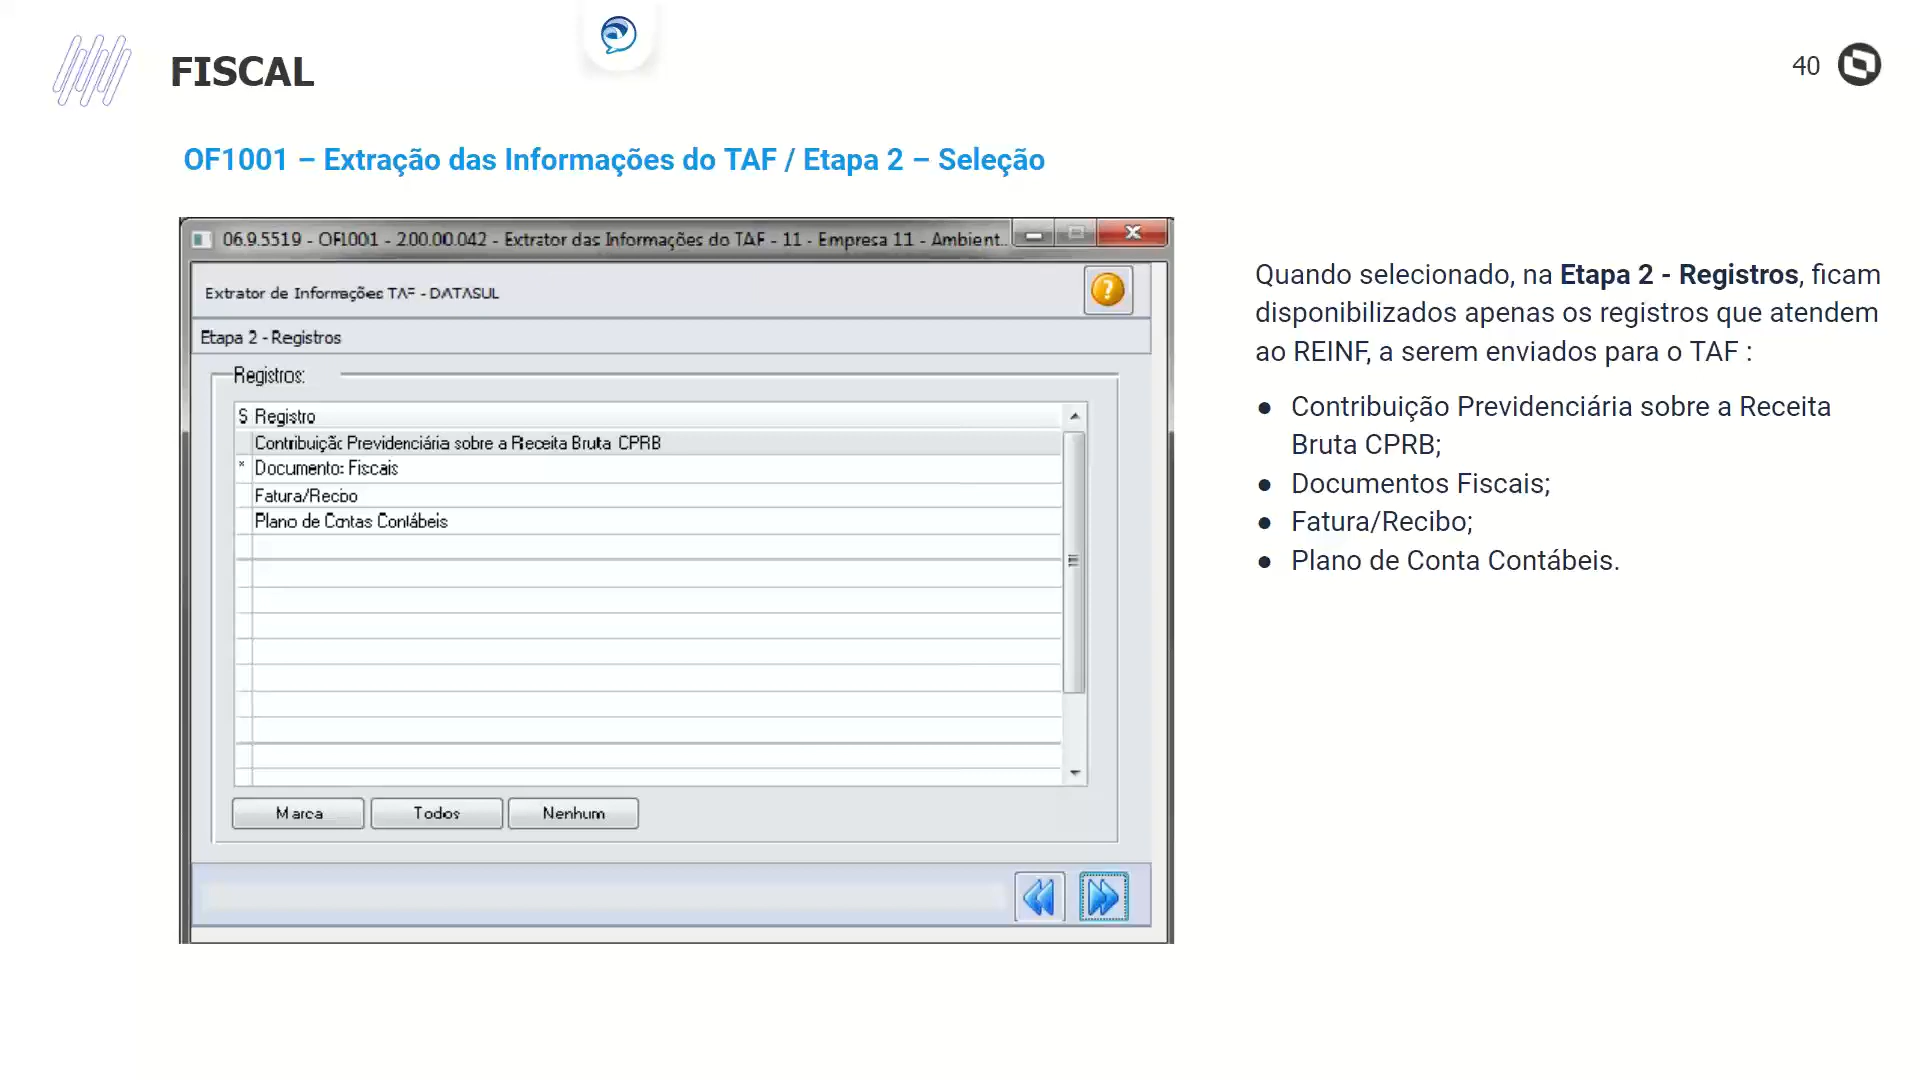 FISCAL
40
OF1001 – Extração das Informações do TAF / Etapa 2 – Seleção
06.9.5519 - OF1001 - 2.00.00.042 - Extrator das Informações do TAF - 11 - Empresa 11 - Ambient...
Extrator de Informações TAF - DATASUL
Etapa 2 - Registros
Registros:
S Registro
Contribuição Previdenciária sobre a Receita Bruta CPRB
* Documentos Fiscais
Fatura/Recibo
Plano de Contas Contábeis
Marca
Todos
Nenhum
Quando selecionado, na Etapa 2 - Registros, ficam
disponibilizados apenas os registros que atendem
ao REINF, a serem enviados para o TAF :
● Contribuição Previdenciária sobre a Receita
Bruta CPRB;
● Documentos Fiscais;
● Fatura/Recibo;
● Plano de Conta Contábeis.